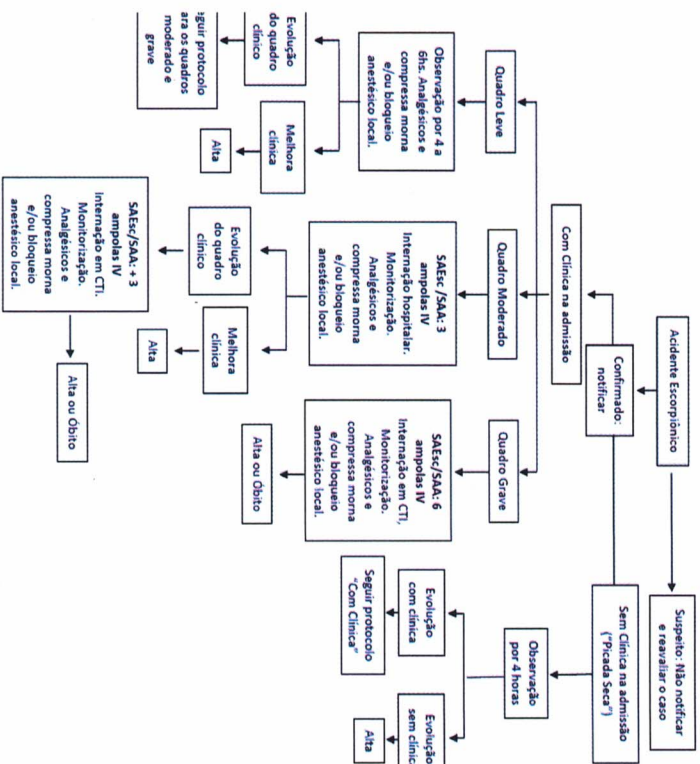 Acidente Escorpiônico
Suspeito: Não notificar
e reavaliar o caso
Confirmado:
notificar
Com Clínica na admissão
Sem Clínica na admissão
("Picada Seca")
Quadro Leve
Quadro Moderado
Quadro Grave
Observação
por 4 horas
Observação por 4 a
6hs. Analgésicos e
compressa morna
e/ou bloqueio
anestésico local.
SAEsc /SAA: 3
ampolas IV
Internação hospitalar.
Monitorização.
Analgésicos e
compressa morna
e/ou bloqueio
anestésico local.
SAEsc/SAA: 6
ampolas IV
Internação em CTI,
Monitorização.
Analgésicos e
compressa morna
e/ou bloqueio
anestésico local.
Evolução
com clínica
Evolução
sem clínic
Evolução
do quadro
clínico
Melhora
clínica
Evolução
do quadro
clínico
Melhora
clínica
Alta ou Óbito
Seguir protocolo
"Com Clínica"
Alta
eguir protocolo
ara os quadros
moderado e
grave
Alta
SAEsc/SAA: + 3
ampolas IV
Internação em CTI.
Monitorização.
Analgésicos e
compressa morna
e/ou bloqueio
anestésico local.
Alta
Alta ou Óbito